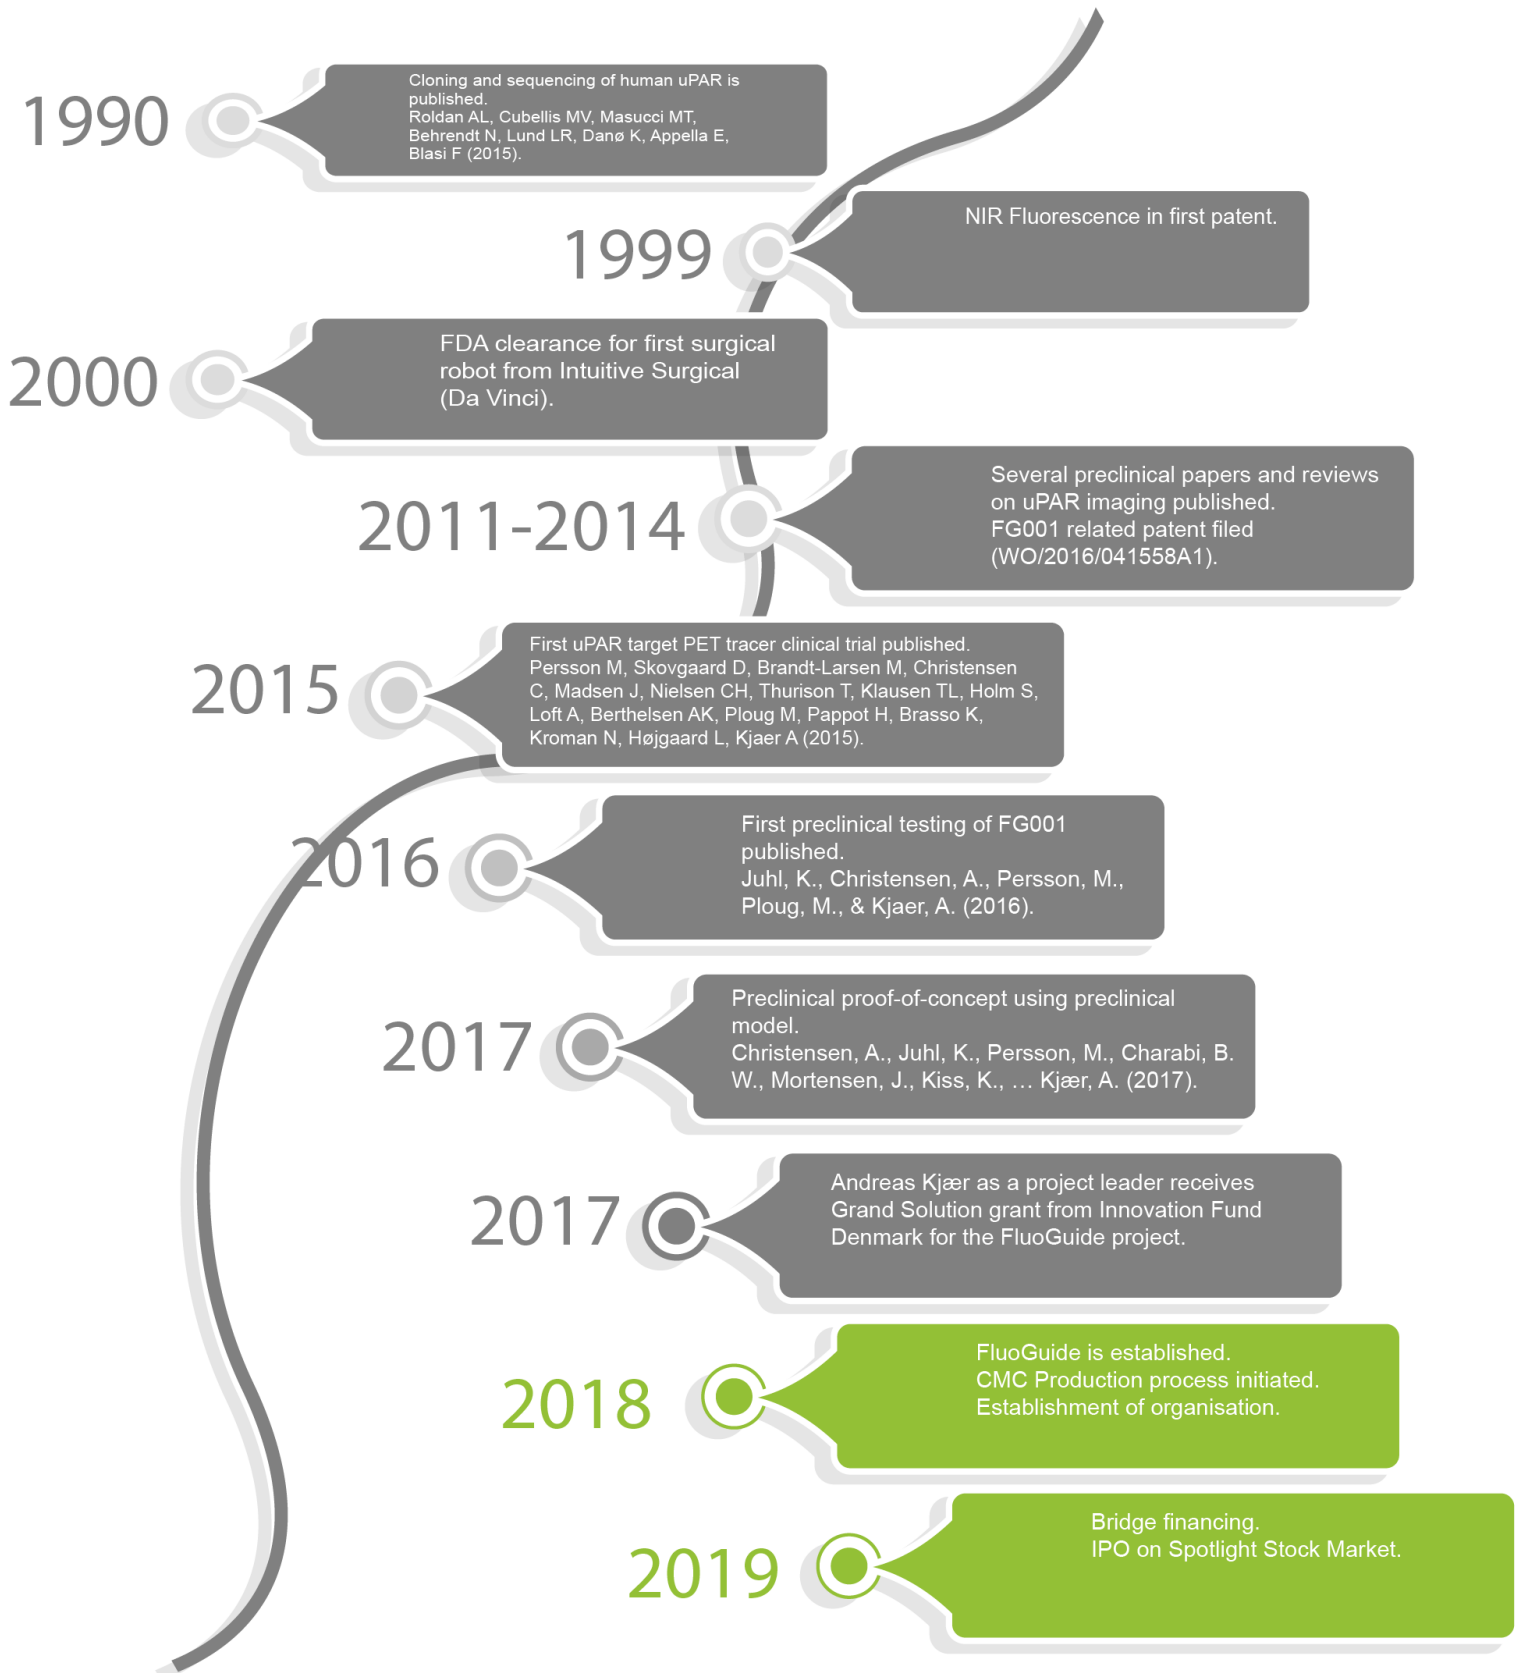 1990
Cloning and sequencing of human uPAR is
published.
Roldan AL, Cubellis MV, Masucci MT,
Behrendt N, Lund LR, Danø K, Appella E,
Blasi F (2015).
1999
NIR Fluorescence in first patent.
2000
FDA clearance for first surgical
robot from Intuitive Surgical
(Da Vinci).
2011-2014
Several preclinical papers and reviews
on uPAR imaging published.
FG001 related patent filed
(WO/2016/041558A1).
2015
First uPAR target PET tracer clinical trial published.
Persson M, Skovgaard D, Brandt-Larsen M, Christensen
C, Madsen J, Nielsen CH, Thurison T, Klausen TL, Holm S,
Loft A, Berthelsen AK, Ploug M, Pappot H, Brasso K,
Kroman N, Højgaard L, Kjaer A (2015).
2016
First preclinical testing of FG001
published.
Juhl, K., Christensen, A., Persson, M.,
Ploug, M., & Kjaer, A. (2016).
2017
Preclinical proof-of-concept using preclinical
model.
Christensen, A., Juhl, K., Persson, M., Charabi, B.
W., Mortensen, J., Kiss, K., … Kjær, A. (2017).
2017
Andreas Kjær as a project leader receives
Grand Solution grant from Innovation Fund
Denmark for the FluoGuide project.
2018
FluoGuide is established.
CMC Production process initiated.
Establishment of organisation.
2019
Bridge financing.
IPO on Spotlight Stock Market.